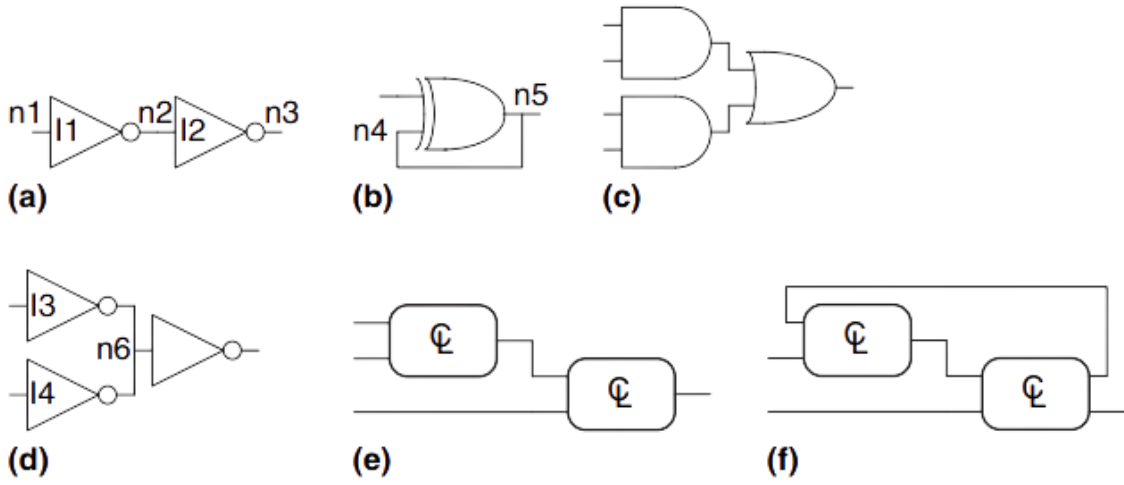 n1 I1 n2 I2 n3
(a)
n4 n5
(b)
(c)
I3
n6
I4
(d)
CL
CL
(e)
CL
CL
(f)